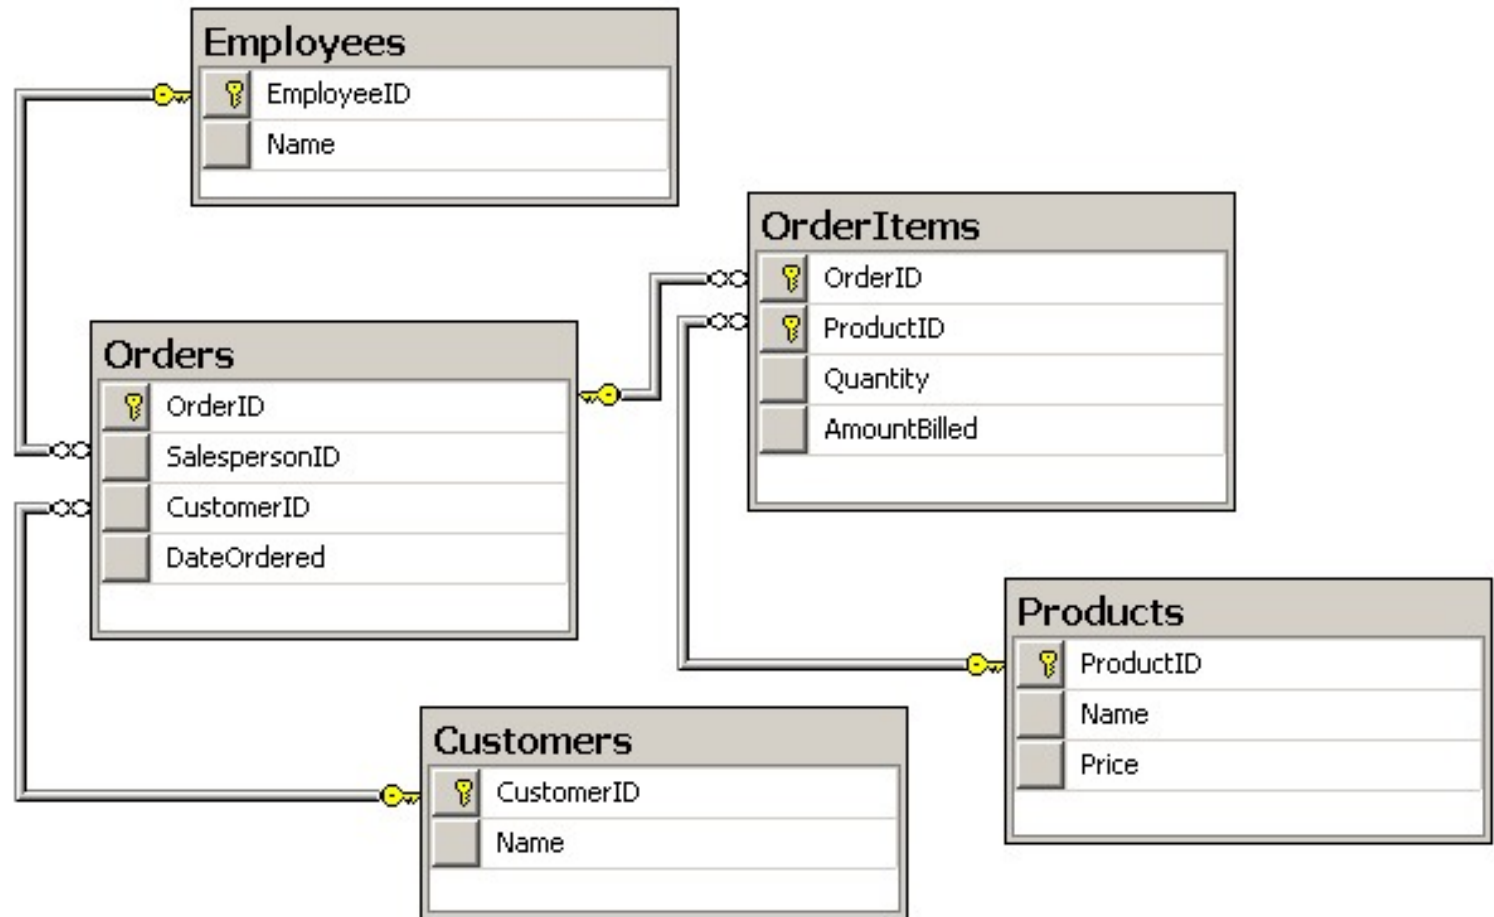 Employees
EmployeeID
Name
OrderItems
OrderID
ProductID
Quantity
AmountBilled
Orders
OrderID
SalespersonID
CustomerID
DateOrdered
Products
ProductID
Name
Price
Customers
CustomerID
Name